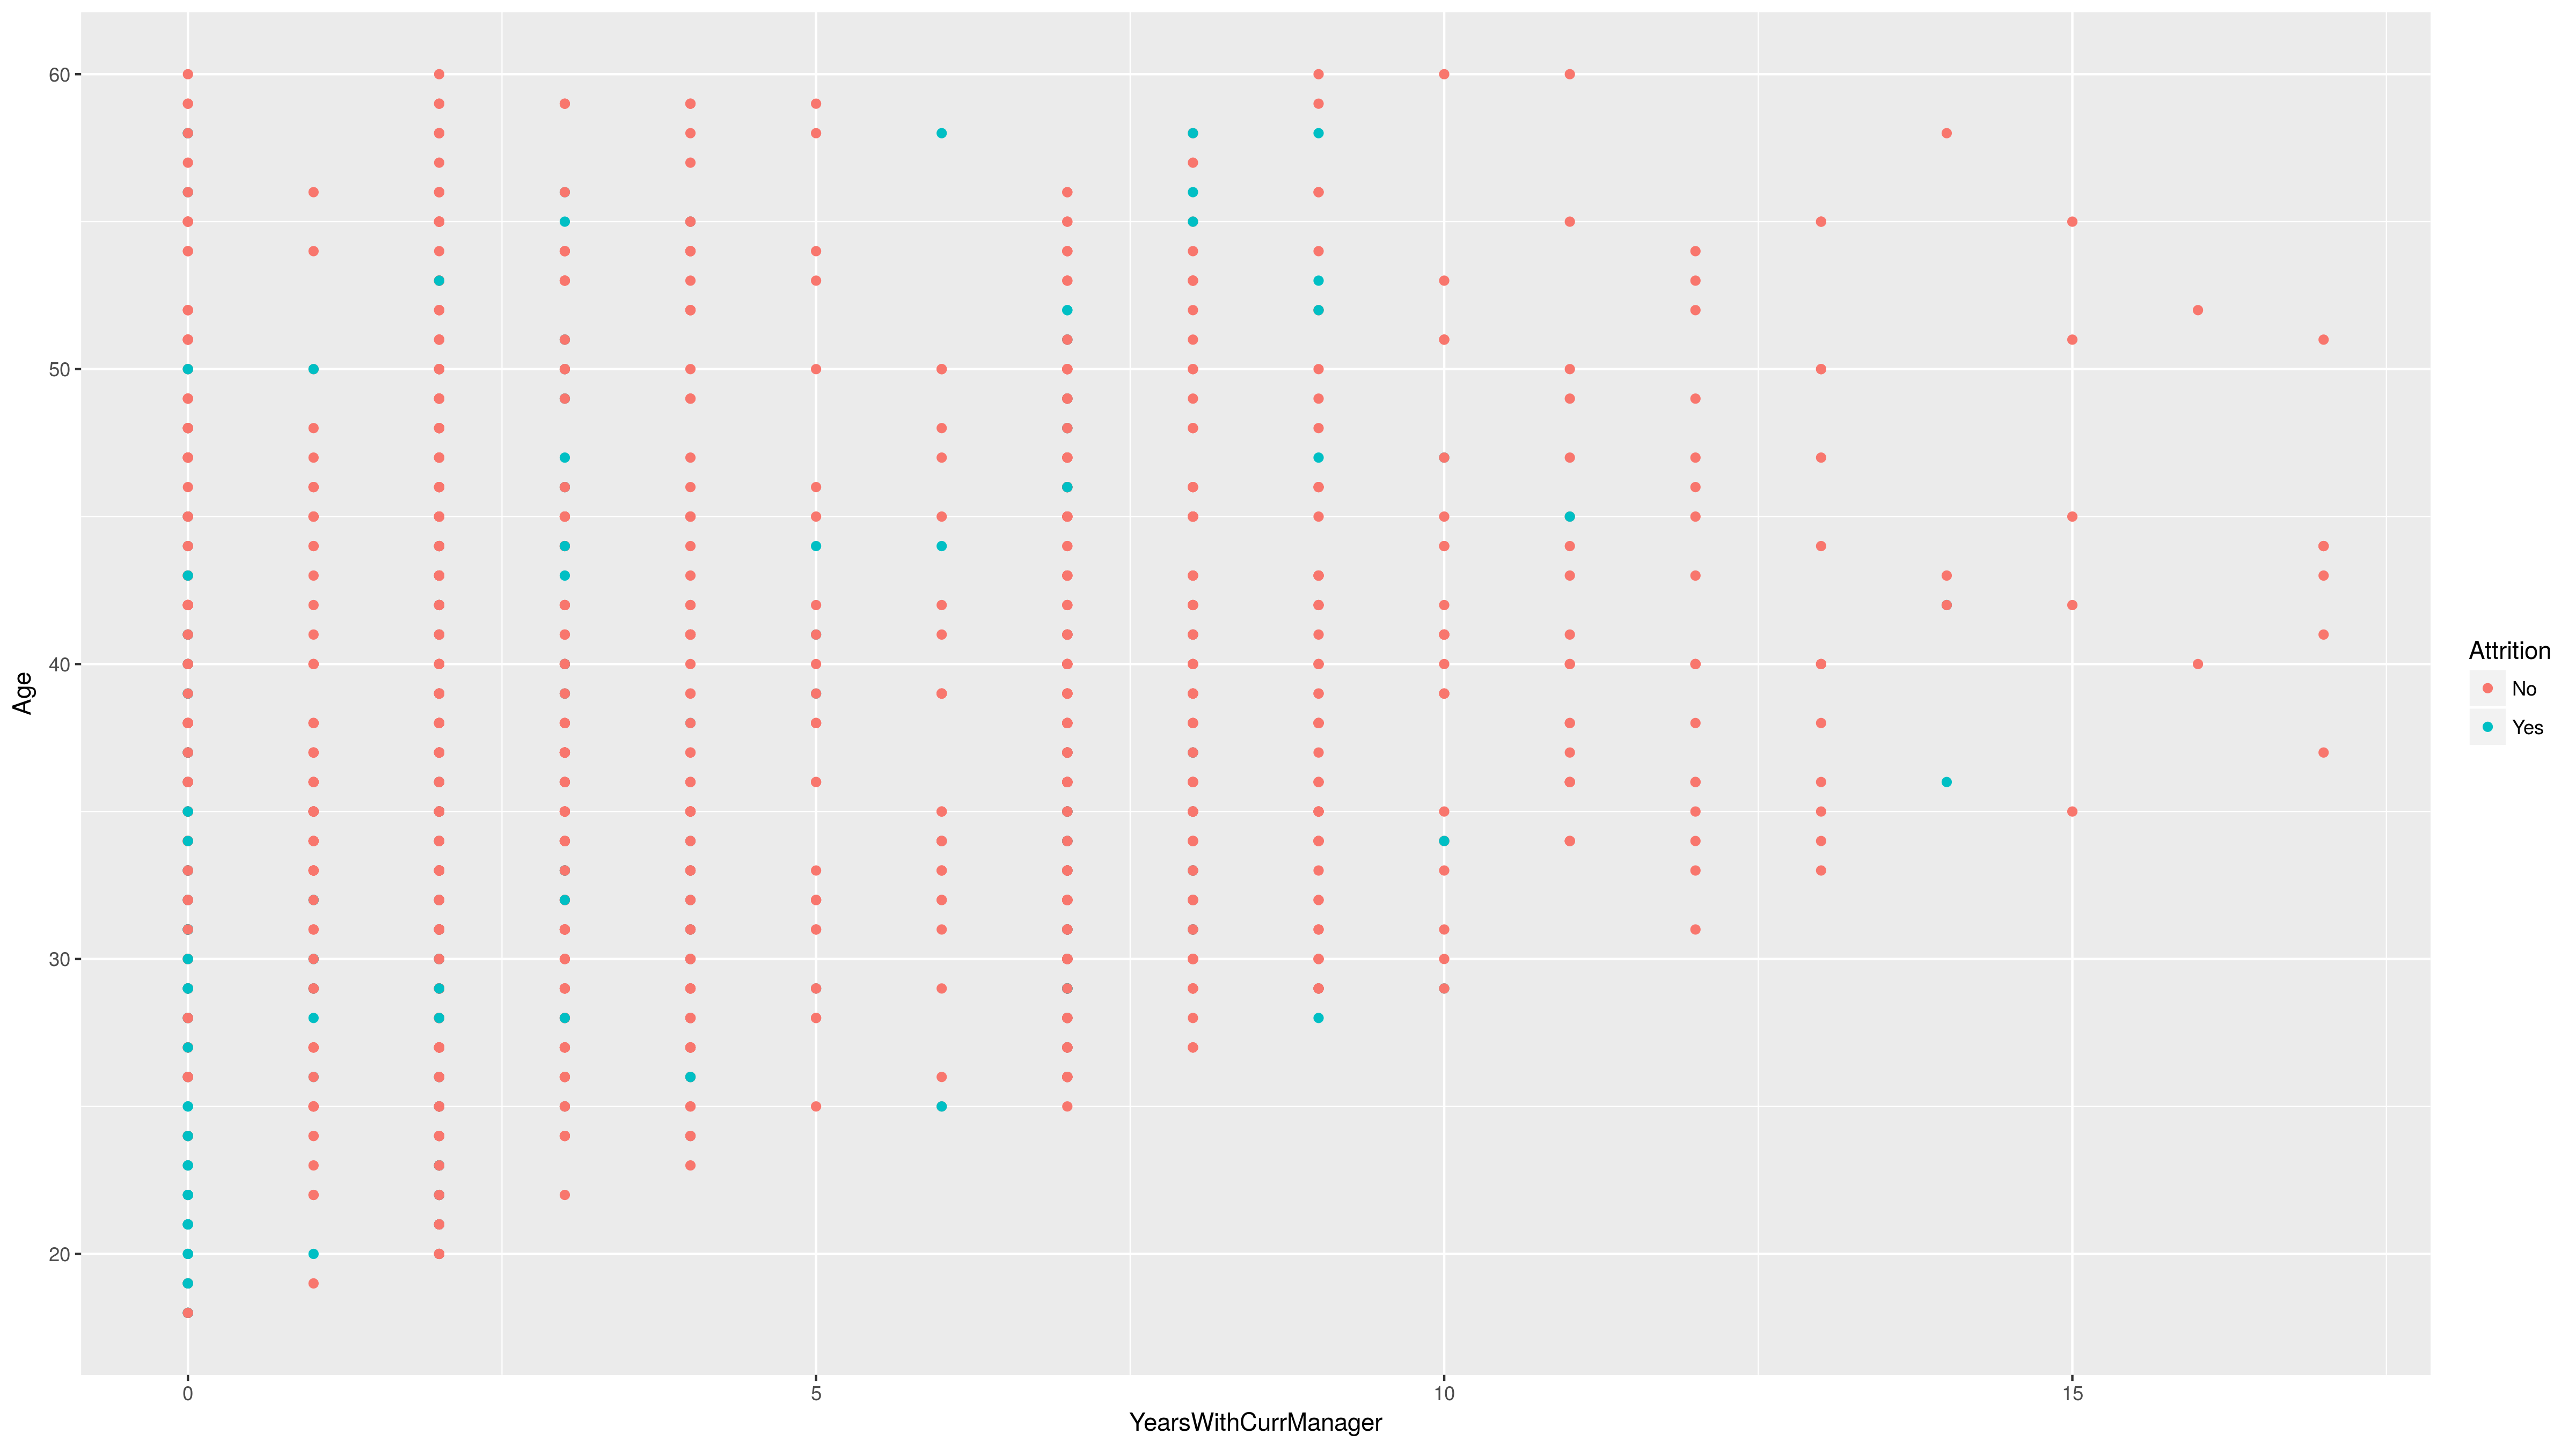 60
50
40
30
20
Age
0 5 10 15
YearsWithCurrManager
Attrition
No
Yes